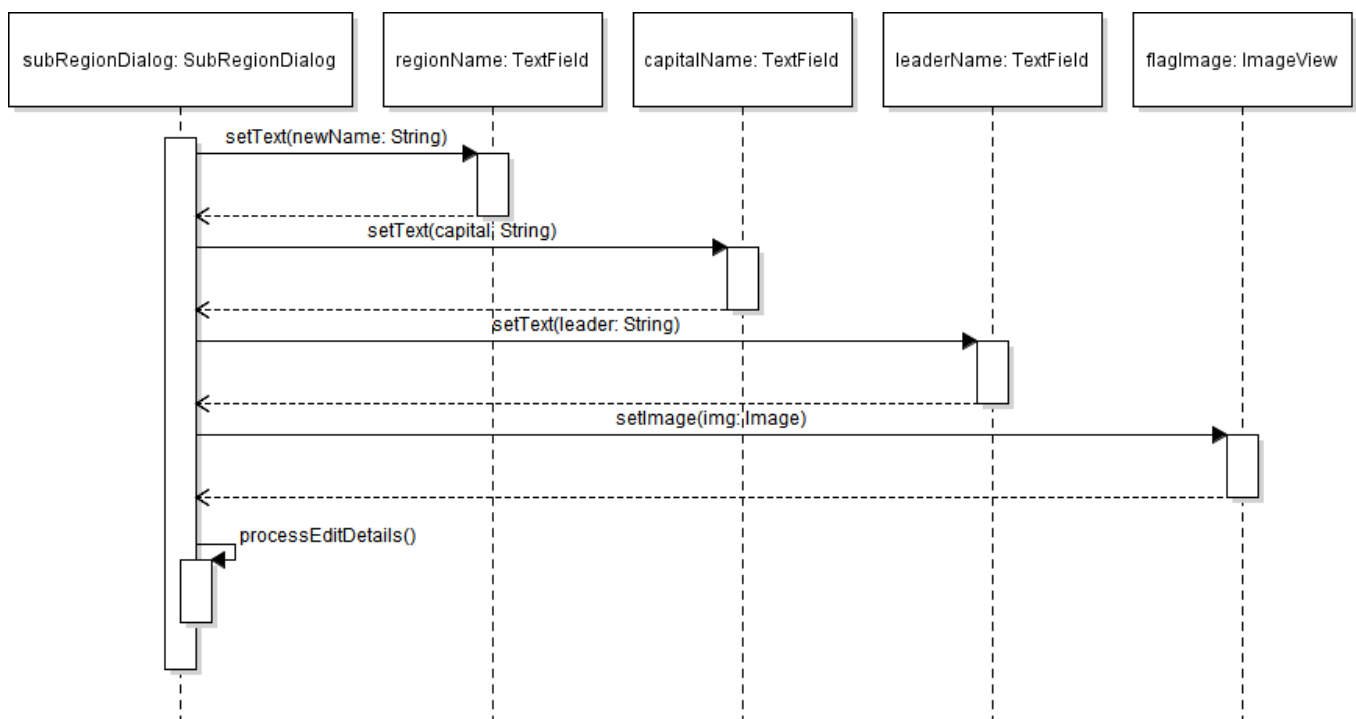 subRegionDialog: SubRegionDialog
regionName: TextField
capitalName: TextField
leaderName: TextField
flagImage: ImageView
setText(newName: String)
setText(capital: String)
setText(leader: String)
setImage(img: Image)
processEditDetails()